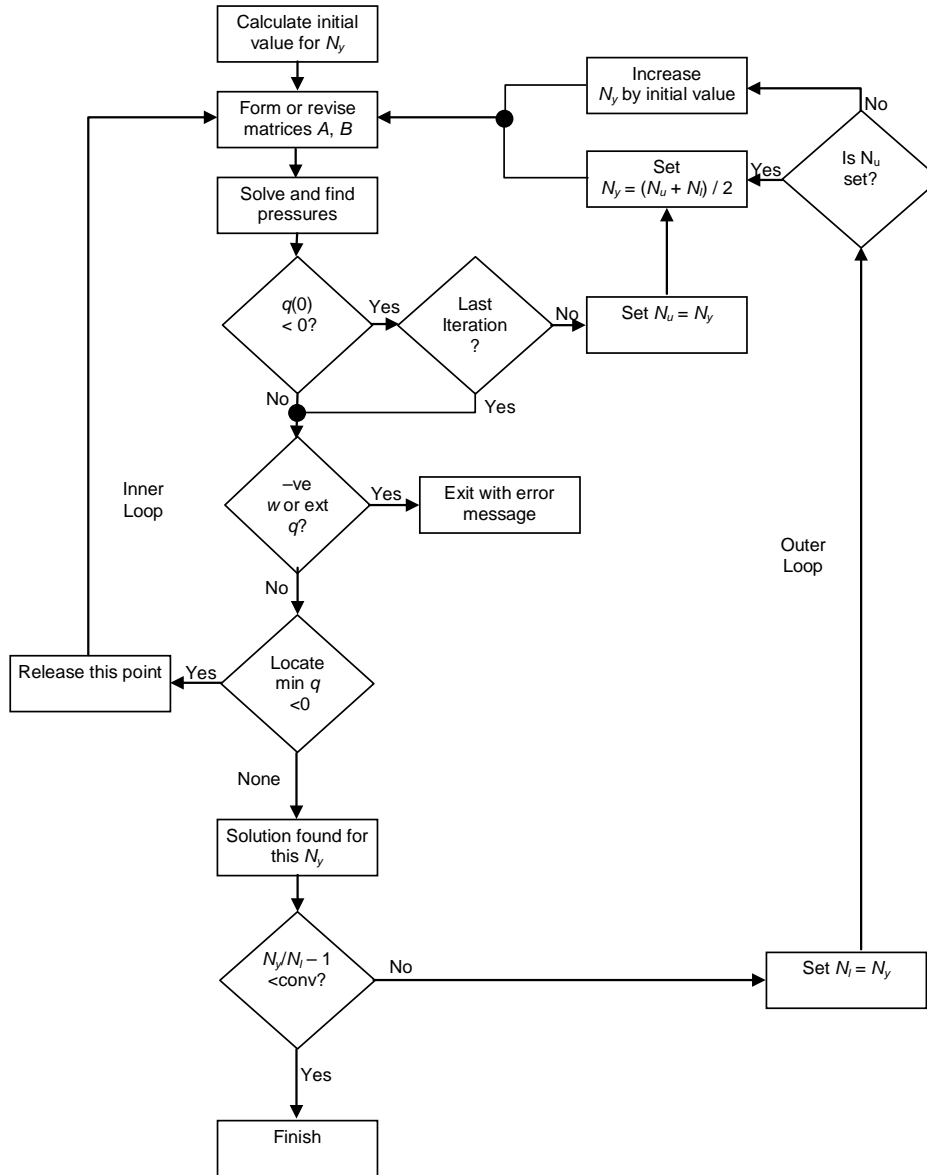 Calculate initial
value for Ny
Form or revise
matrices A, B
Solve and find
pressures
q(0)
< 0?
Yes
No
Last
Iteration
?
No
Yes
Set Nu = Ny
Set
Ny = (Nu + Nl) / 2
Increase
Ny by initial value
No
Yes
Is Nu
set?
–ve
w or ext
q?
Yes
No
Exit with error
message
Inner
Loop
Outer
Loop
Release this point
Yes
Locate
min q
<0
None
Solution found for
this Ny
Ny/Nl – 1
<conv?
No
Set Nl = Ny
Yes
Finish